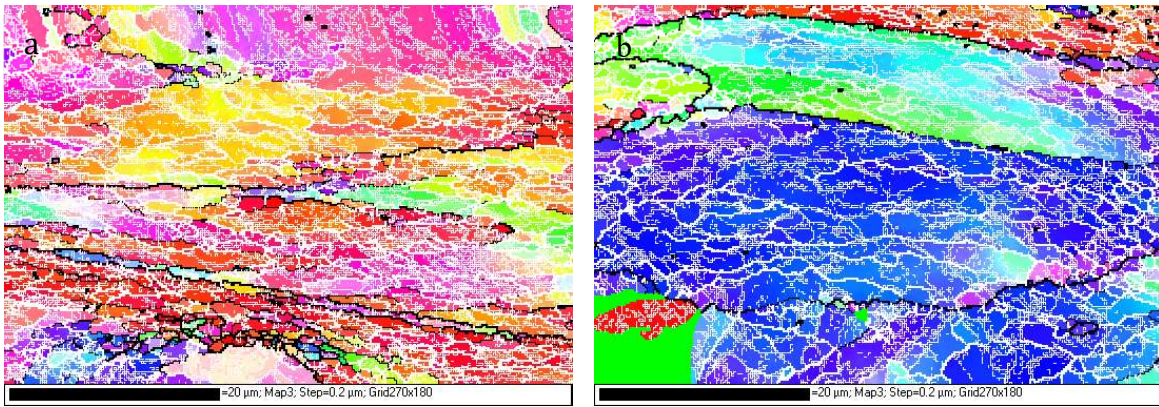 a
b
=20 µm; Map3; Step=0.2 µm; Grid270x180
=20 µm; Map3; Step=0.2 µm; Grid270x180